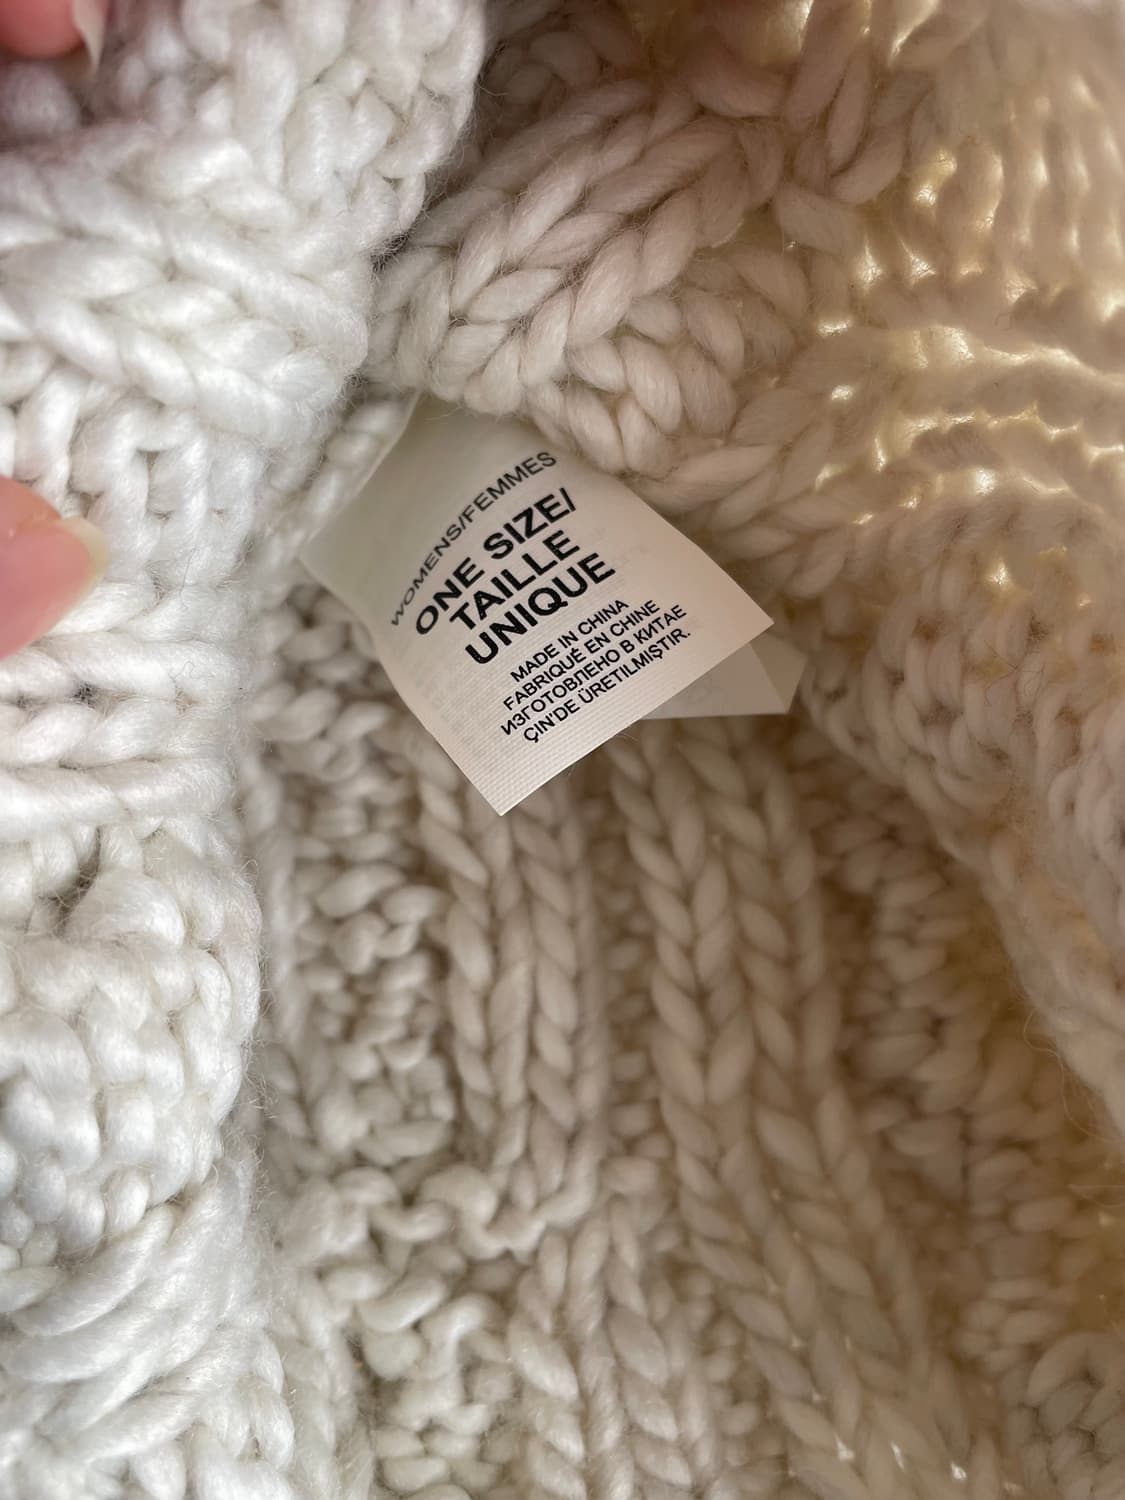 WOMENS/FEMMES
ONE SIZE/
TAILLE
UNIQUE
MADE IN CHINA
FABRIQUÉ EN CHINE
ИЗГОТОВЛЕНО В КИТАЕ
ÇIN'DE ÜRETILMIŞTIR.